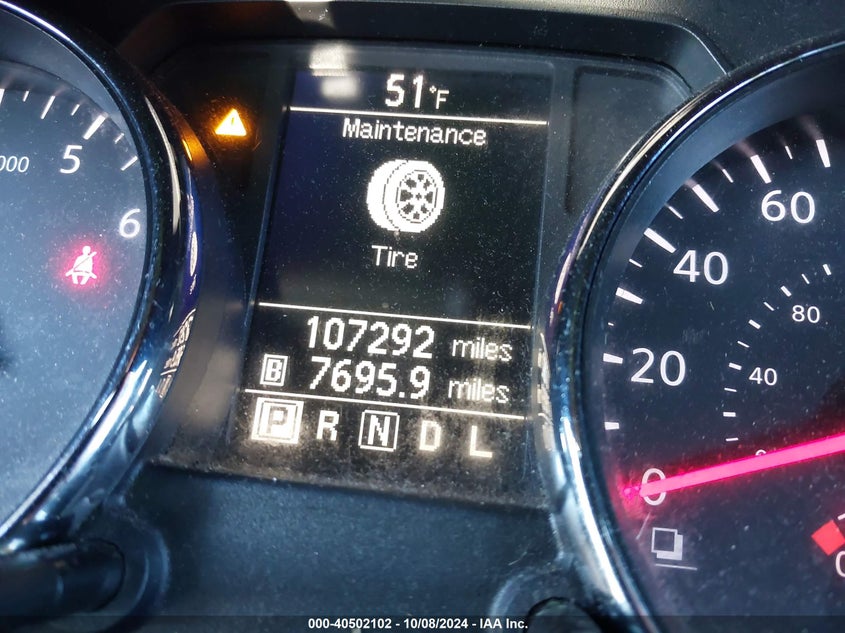 51°F
Maintenance
Tire
107292 miles
B 7695.9 miles
P R N D L
000
5
6
0
20
40
60
40
80
000-40502102 - 10/08/2024 - IAA Inc.